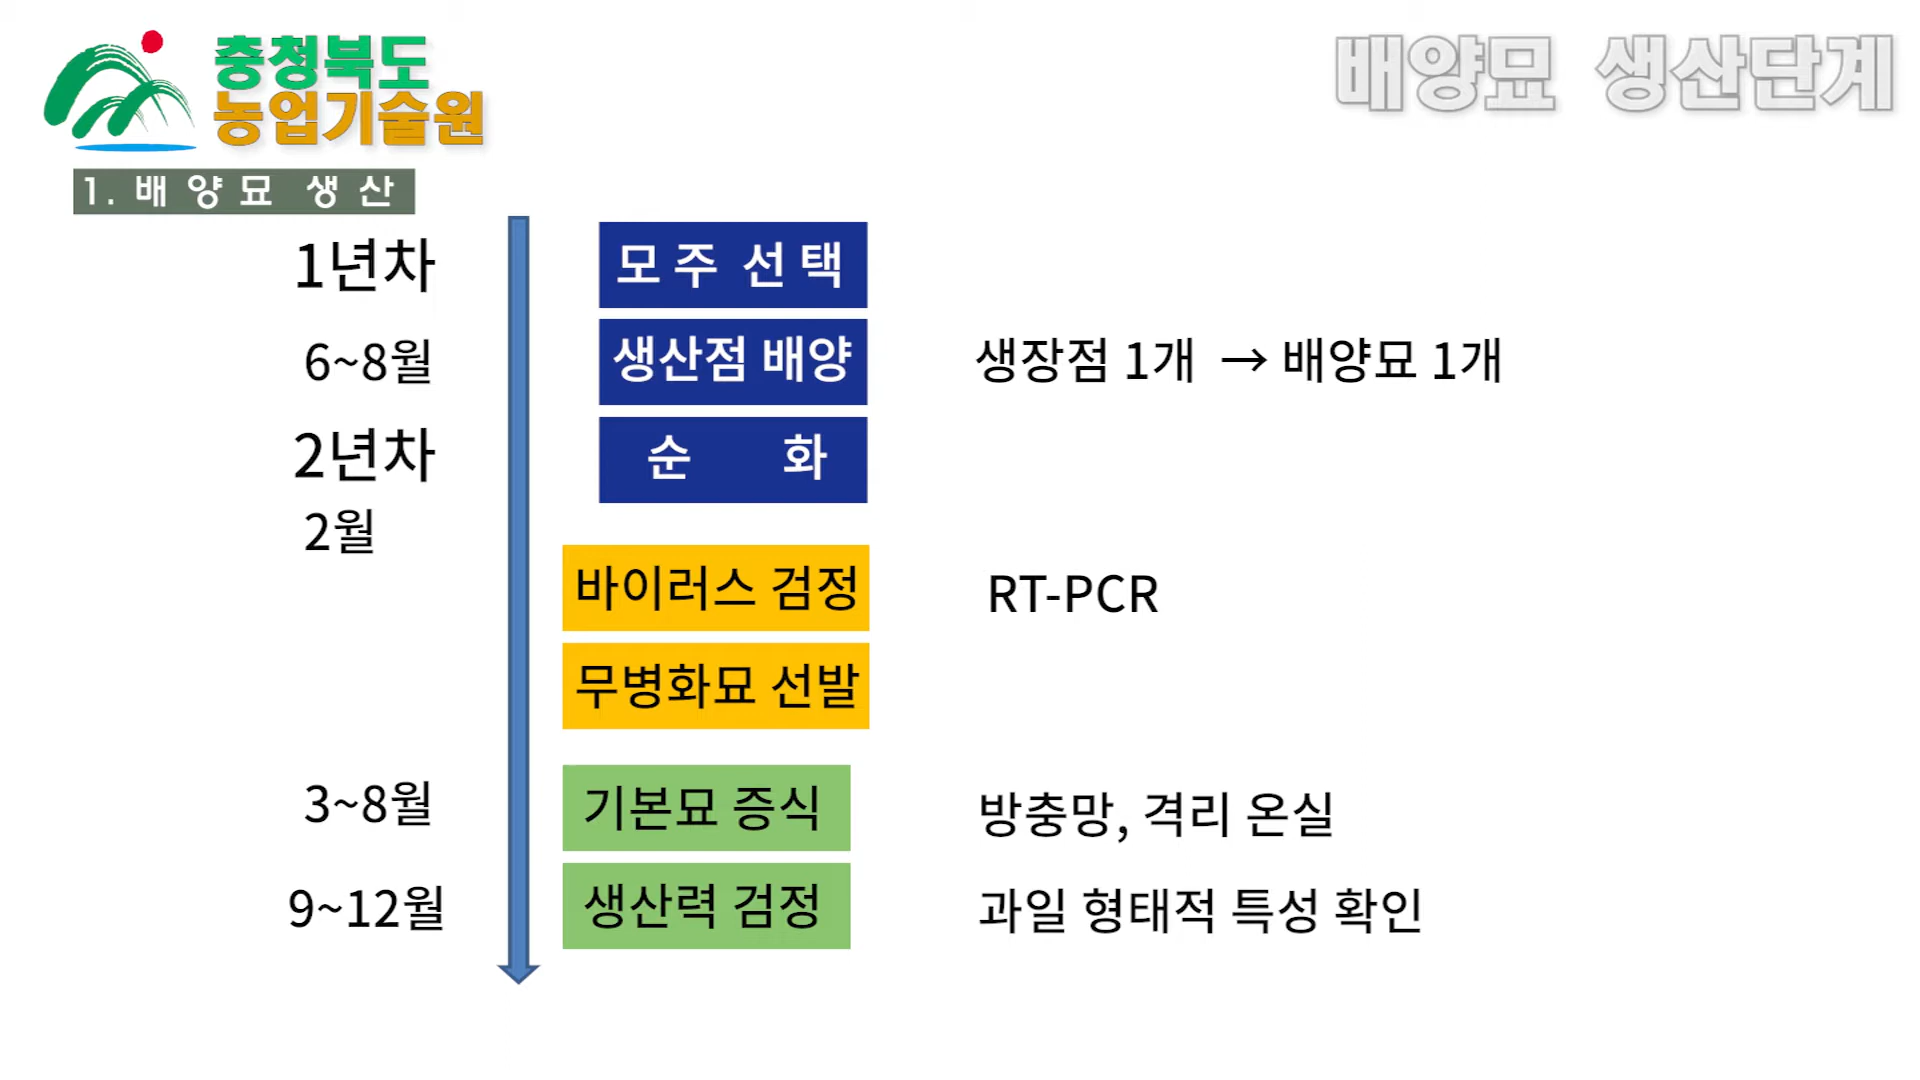 충청북도
농업기술원
배양묘 생산단계
1. 배양묘 생산
1년차
모주 선택
6~8월
생산점 배양
생장점 1개 → 배양묘 1개
2년차
순 화
2월
바이러스 검정
RT-PCR
무병화묘 선발
3~8월
기본묘 증식
방충망, 격리 온실
9~12월
생산력 검정
과일 형태적 특성 확인